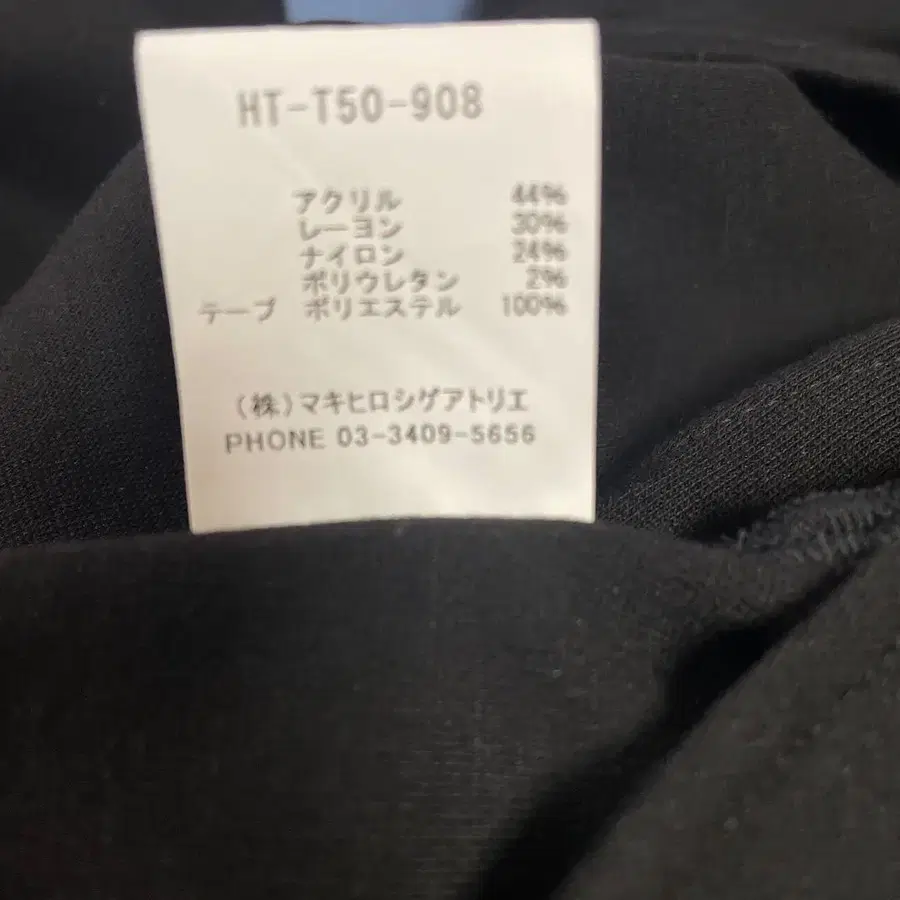 HT-T50-908
アクリル 44%
レーヨン 30%
ナイロン 24%
ポリウレタン 2%
テープ ポリエステル 100%
(株)マキヒロシゲアトリエ
PHONE 03-3409-5656